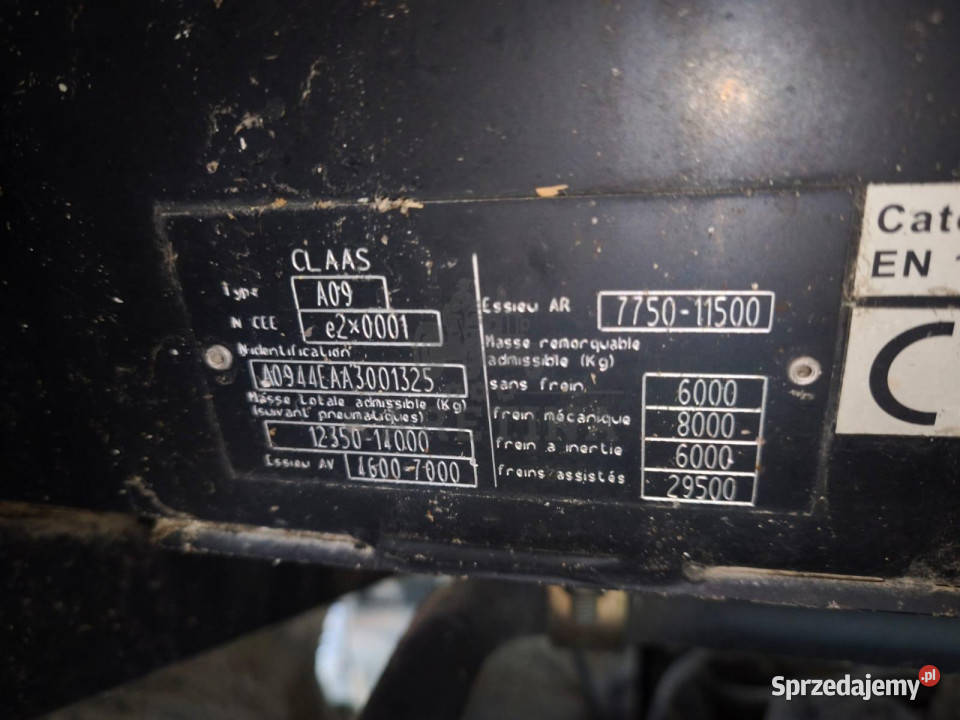 CLAAS
Type A09
N CEE e2x0001
N.identification
A0944EAA3001325
Masse totale admissible (Kg)
(suivant pneumatiques)
12350-14000
Essieu AV 4600-7000
Essieu AR 7750-11500
Masse remorquable
admissible (Kg)
sans frein 6000
frein mécanique 8000
frein a inertie 6000
freins assistés 29500
Cat
EN 1
C
Sprzedajemy.pl